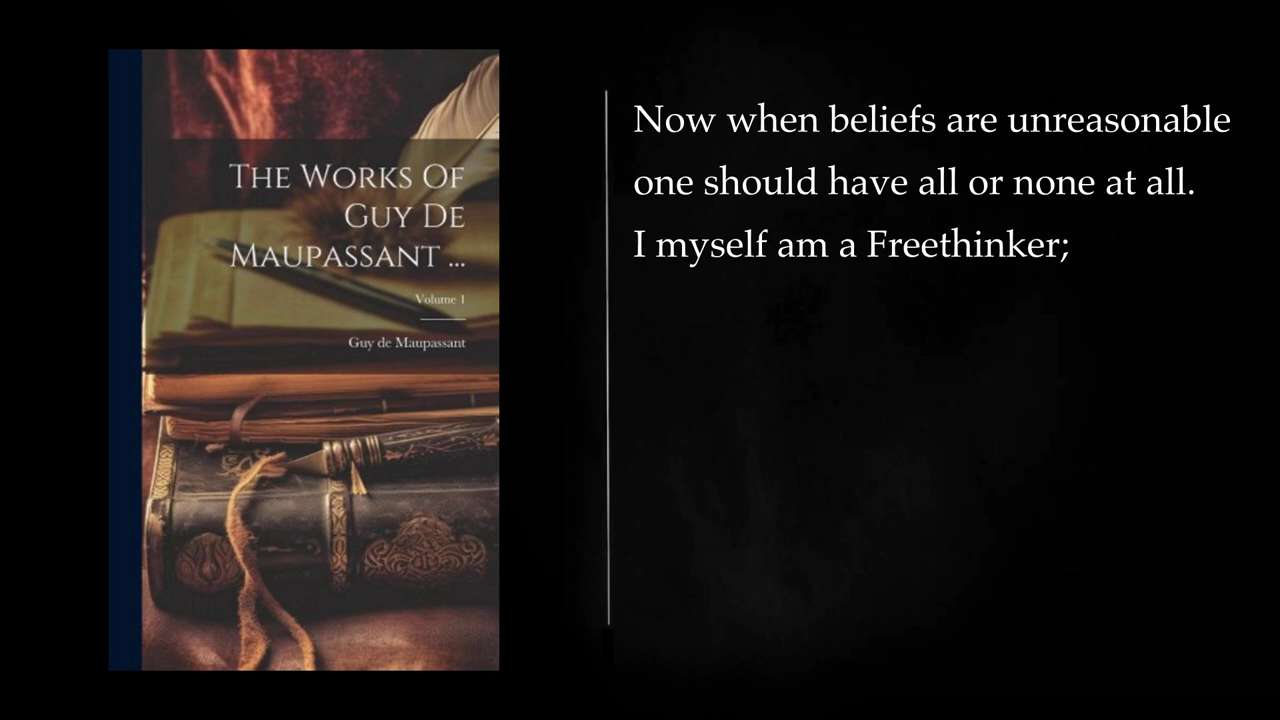 THE WORKS OF
GUY DE
MAUPASSANT ...
Volume 1
Guy de Maupassant
Now when beliefs are unreasonable
one should have all or none at all.
I myself am a Freethinker;